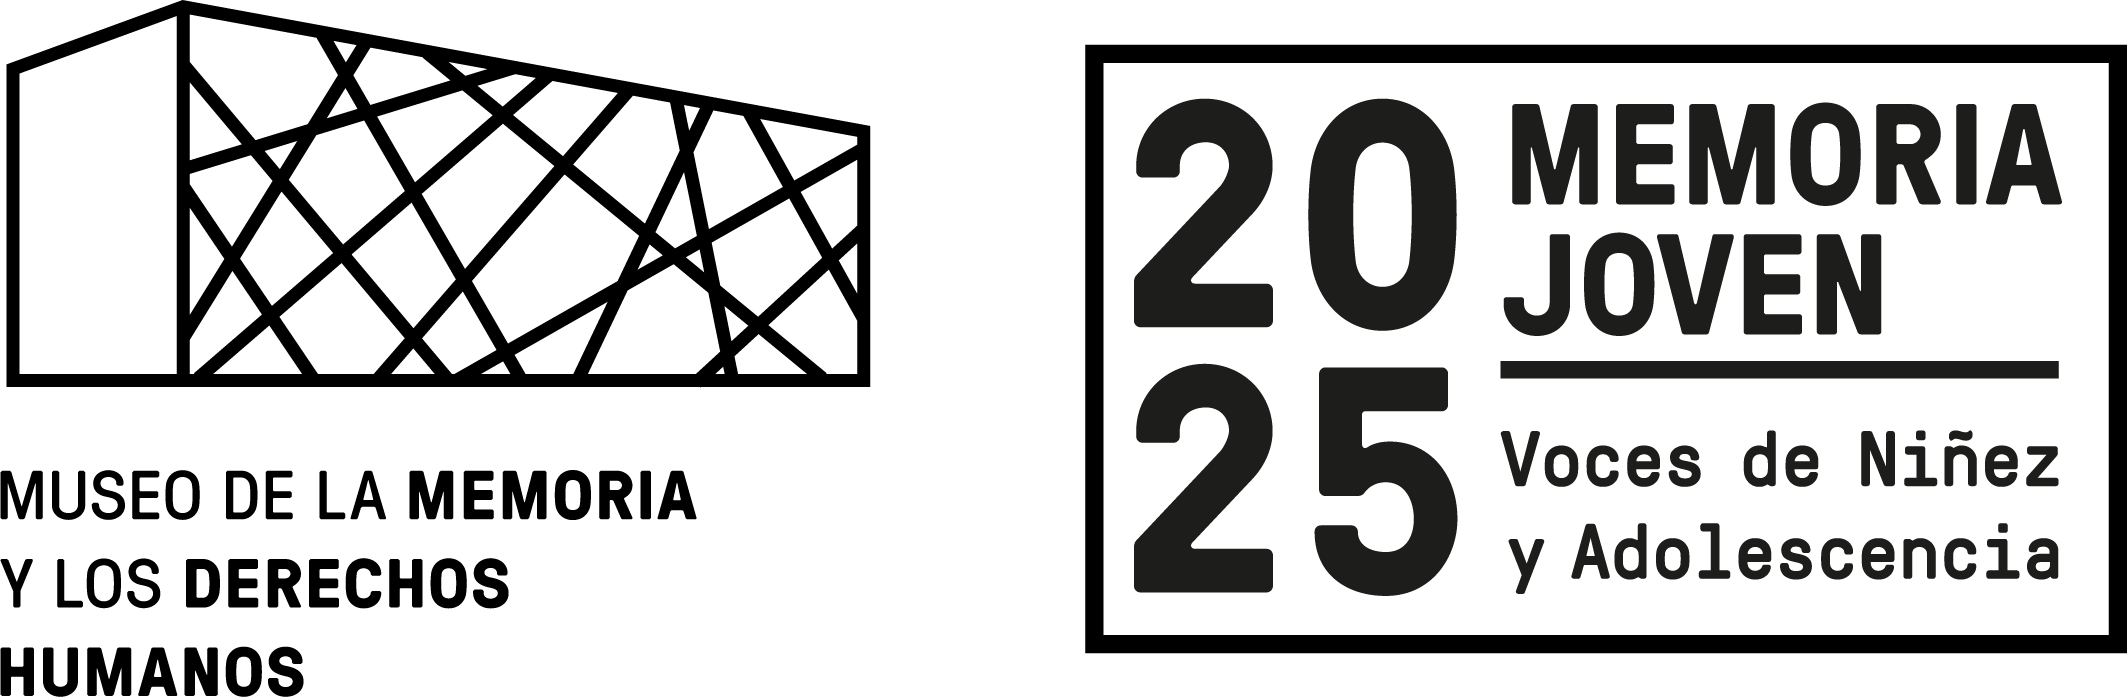 MUSEO DE LA MEMORIA
Y LOS DERECHOS
HUMANOS
20
25
MEMORIA
JOVEN
Voces de Niñez
y Adolescencia